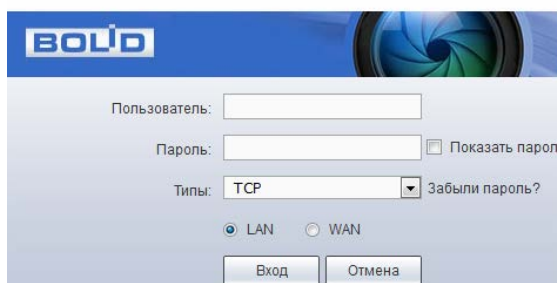 BOLID
Пользователь:
Пароль: Показать парол
Типы: TCP Забыли пароль?
LAN WAN
Вход Отмена